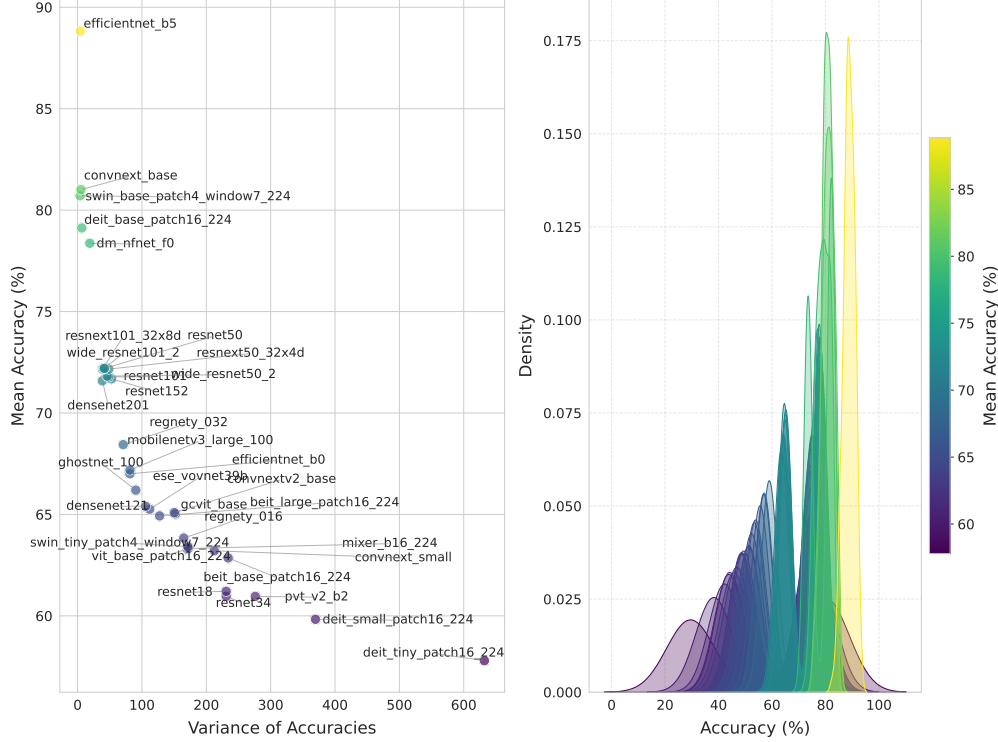 90
85
80
75
70
65
60
Mean Accuracy (%)
efficientnet_b5
convnext_base
swin_base_patch4_window7_224
deit_base_patch16_224
dm_nfnet_f0
resnext101_32x8d
resnet50
wide_resnet101_2
resnext50_32x4d
resnet101
wide_resnet50_2
resnet152
densenet201
regnety_032
mobilenetv3_large_100
ghostnet_100
efficientnet_b0
ese_vovnet39b
convnextv2_base
densenet121
gcvit_base
beit_large_patch16_224
regnety_016
swin_tiny_patch4_window7_224
mixer_b16_224
vit_base_patch16_224
convnext_small
beit_base_patch16_224
resnet18
resnet34
pvt_v2_b2
deit_small_patch16_224
deit_tiny_patch16_224
0 100 200 300 400 500 600
Variance of Accuracies
0.175
0.150
0.125
0.100
0.075
0.050
0.025
0.000
Density
0 20 40 60 80 100
Accuracy (%)
85
80
75
70
65
60
Mean Accuracy (%)